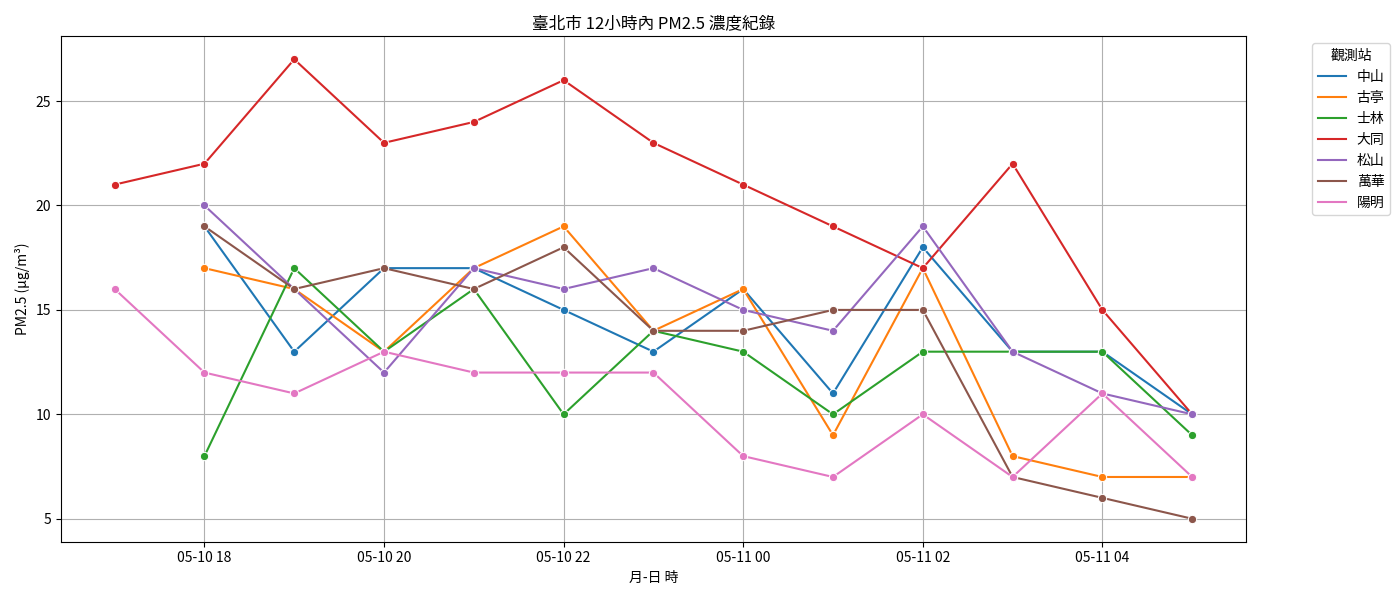 臺北市 12小時內 PM2.5 濃度紀錄
PM2.5 (μg/m³)
25
20
15
10
5
05-10 18
05-10 20
05-10 22
05-11 00
05-11 02
05-11 04
月-日 時
觀測站
中山
古亭
士林
大同
松山
萬華
陽明